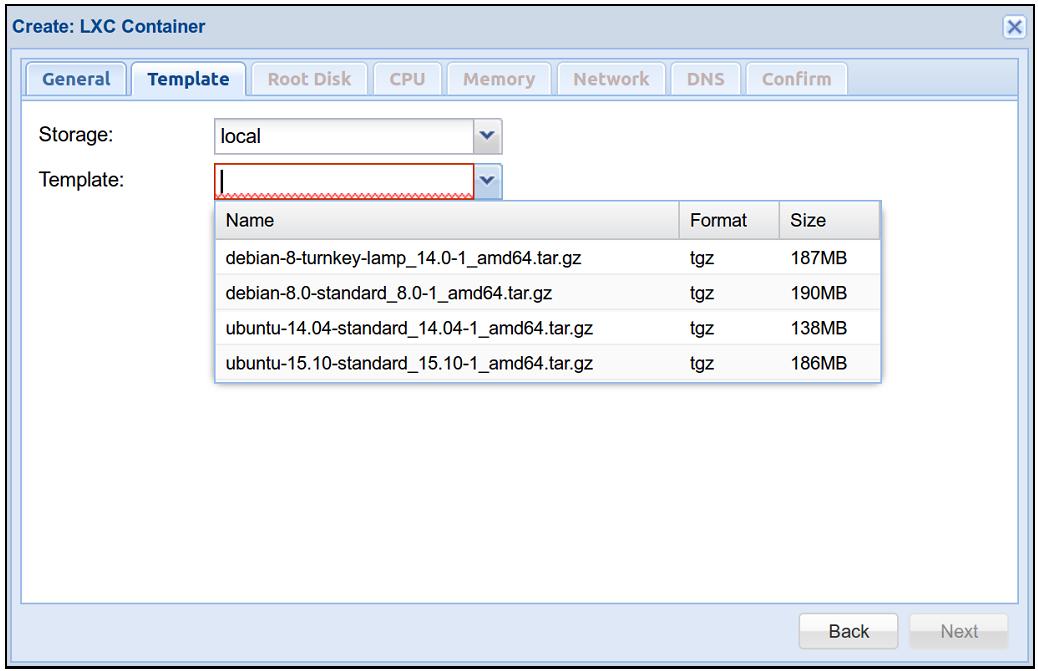 Create: LXC Container
General Template Root Disk CPU Memory Network DNS Confirm
Storage: local
Template:
Name Format Size
debian-8-turnkey-lamp_14.0-1_amd64.tar.gz tgz 187MB
debian-8.0-standard_8.0-1_amd64.tar.gz tgz 190MB
ubuntu-14.04-standard_14.04-1_amd64.tar.gz tgz 138MB
ubuntu-15.10-standard_15.10-1_amd64.tar.gz tgz 186MB
Back Next